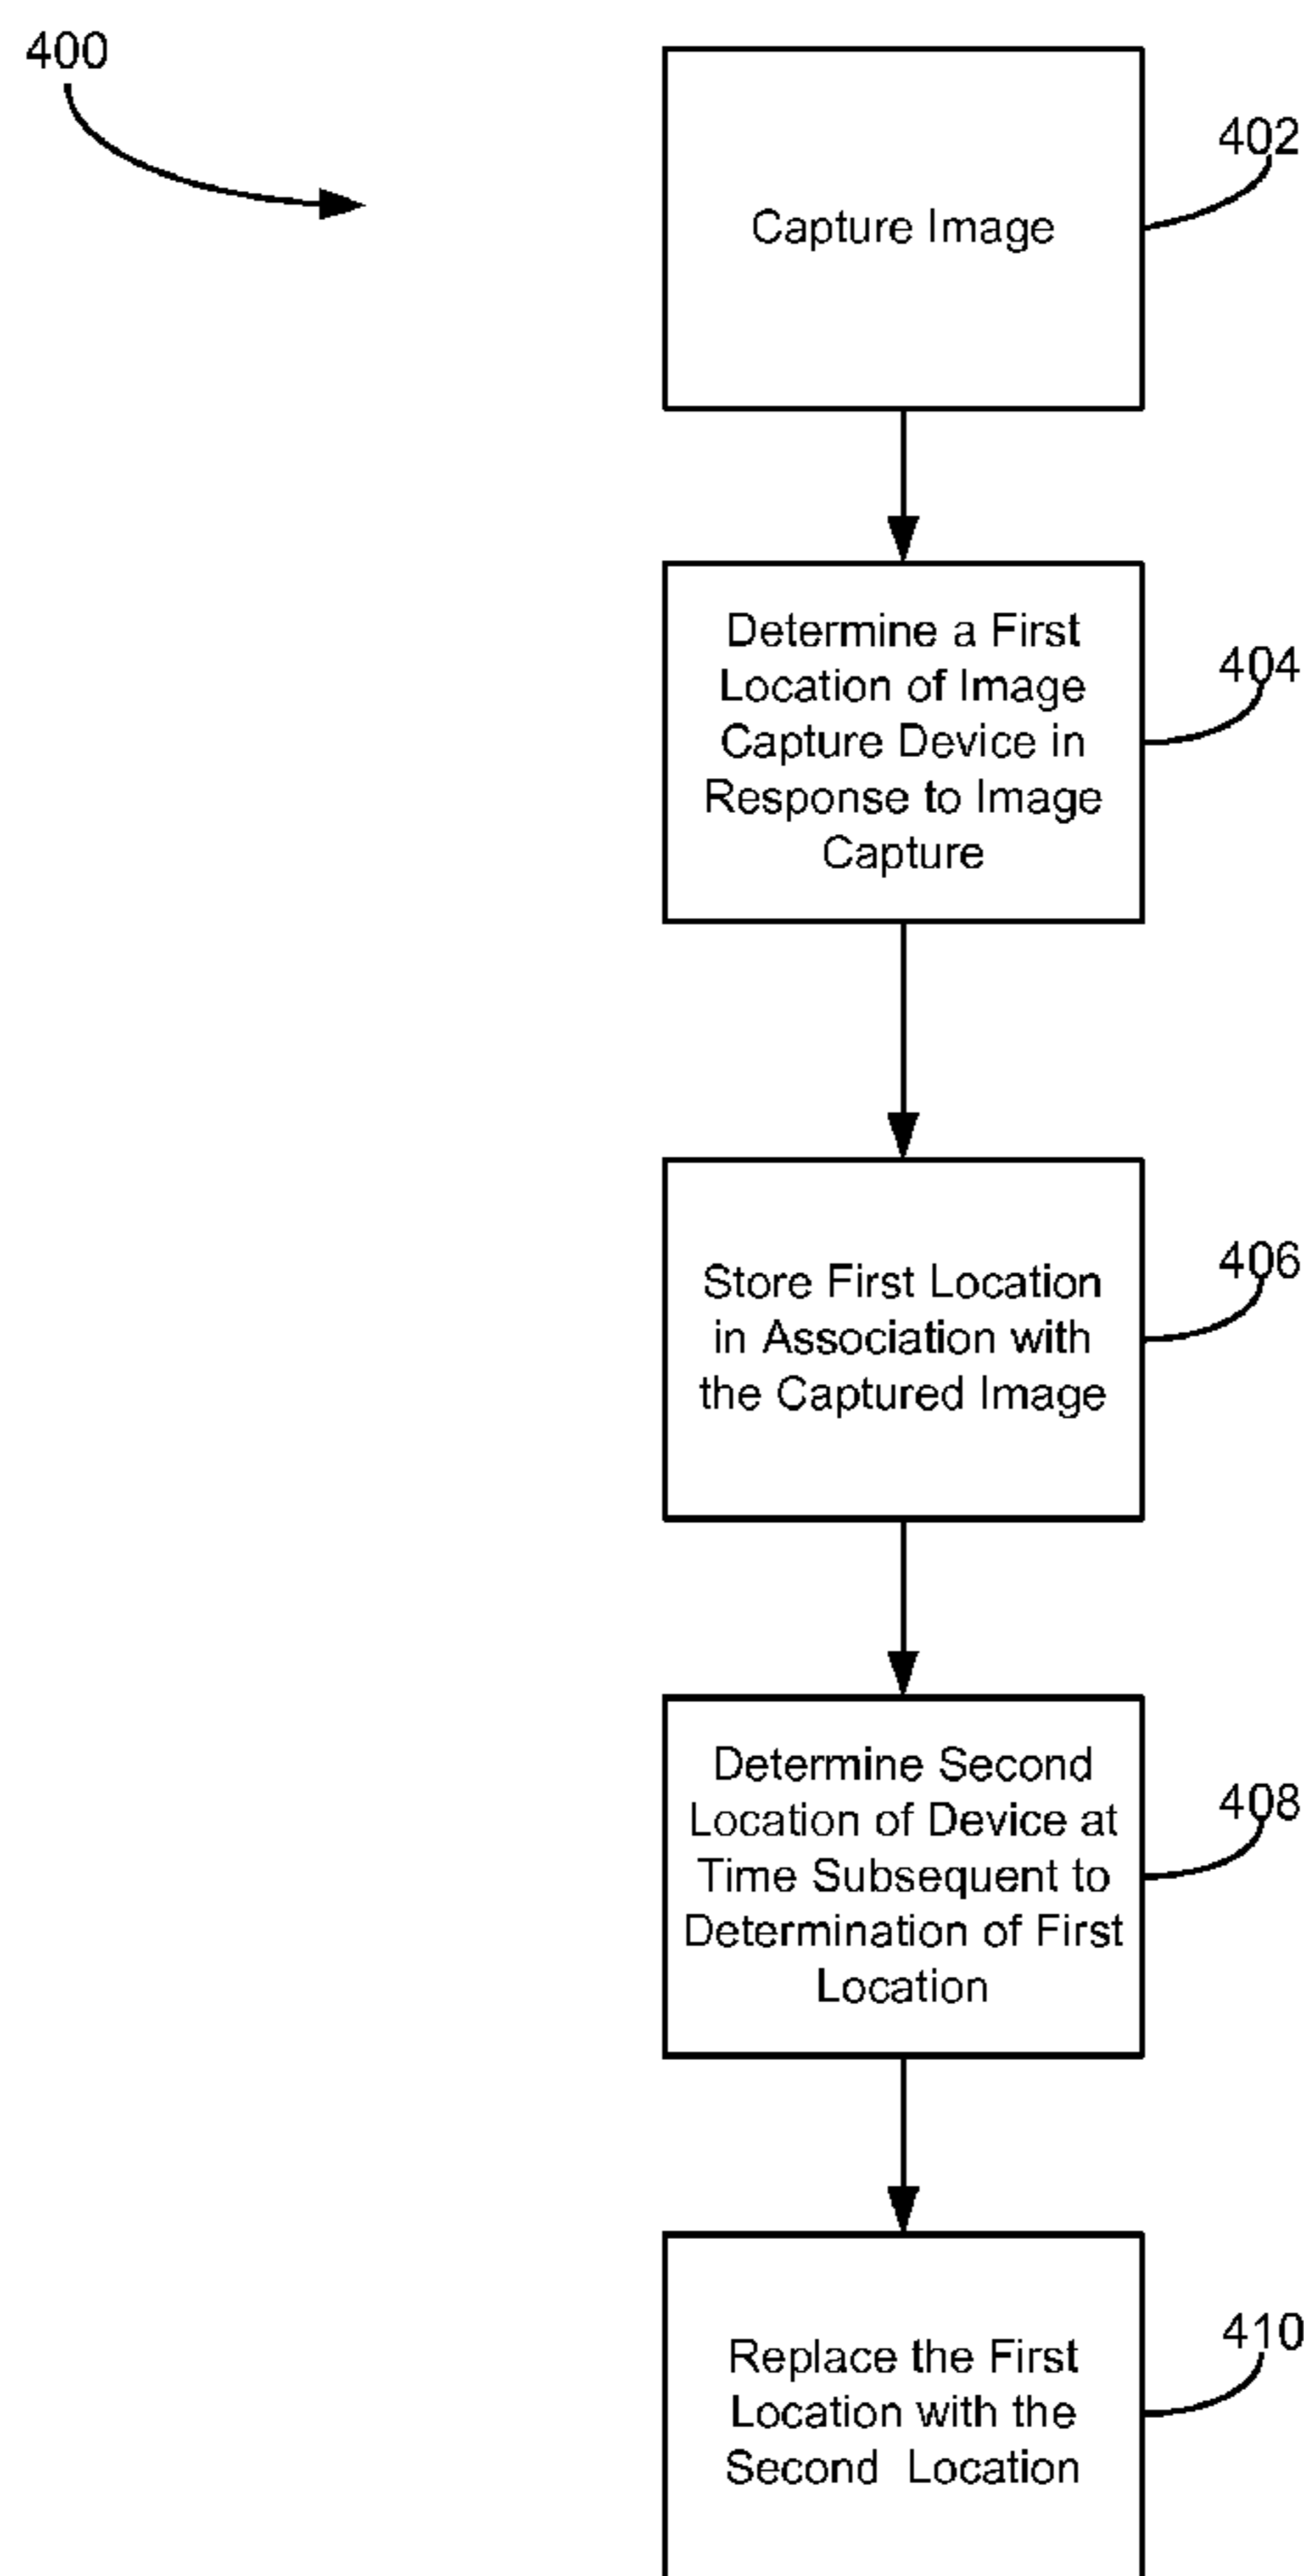 400
402
Capture Image
Determine a First
Location of Image
Capture Device in
Response to Image
Capture
404
Store First Location
in Association with
the Captured Image
406
Determine Second
Location of Device at
Time Subsequent to
Determination of First
Location
408
Replace the First
Location with the
Second Location
410